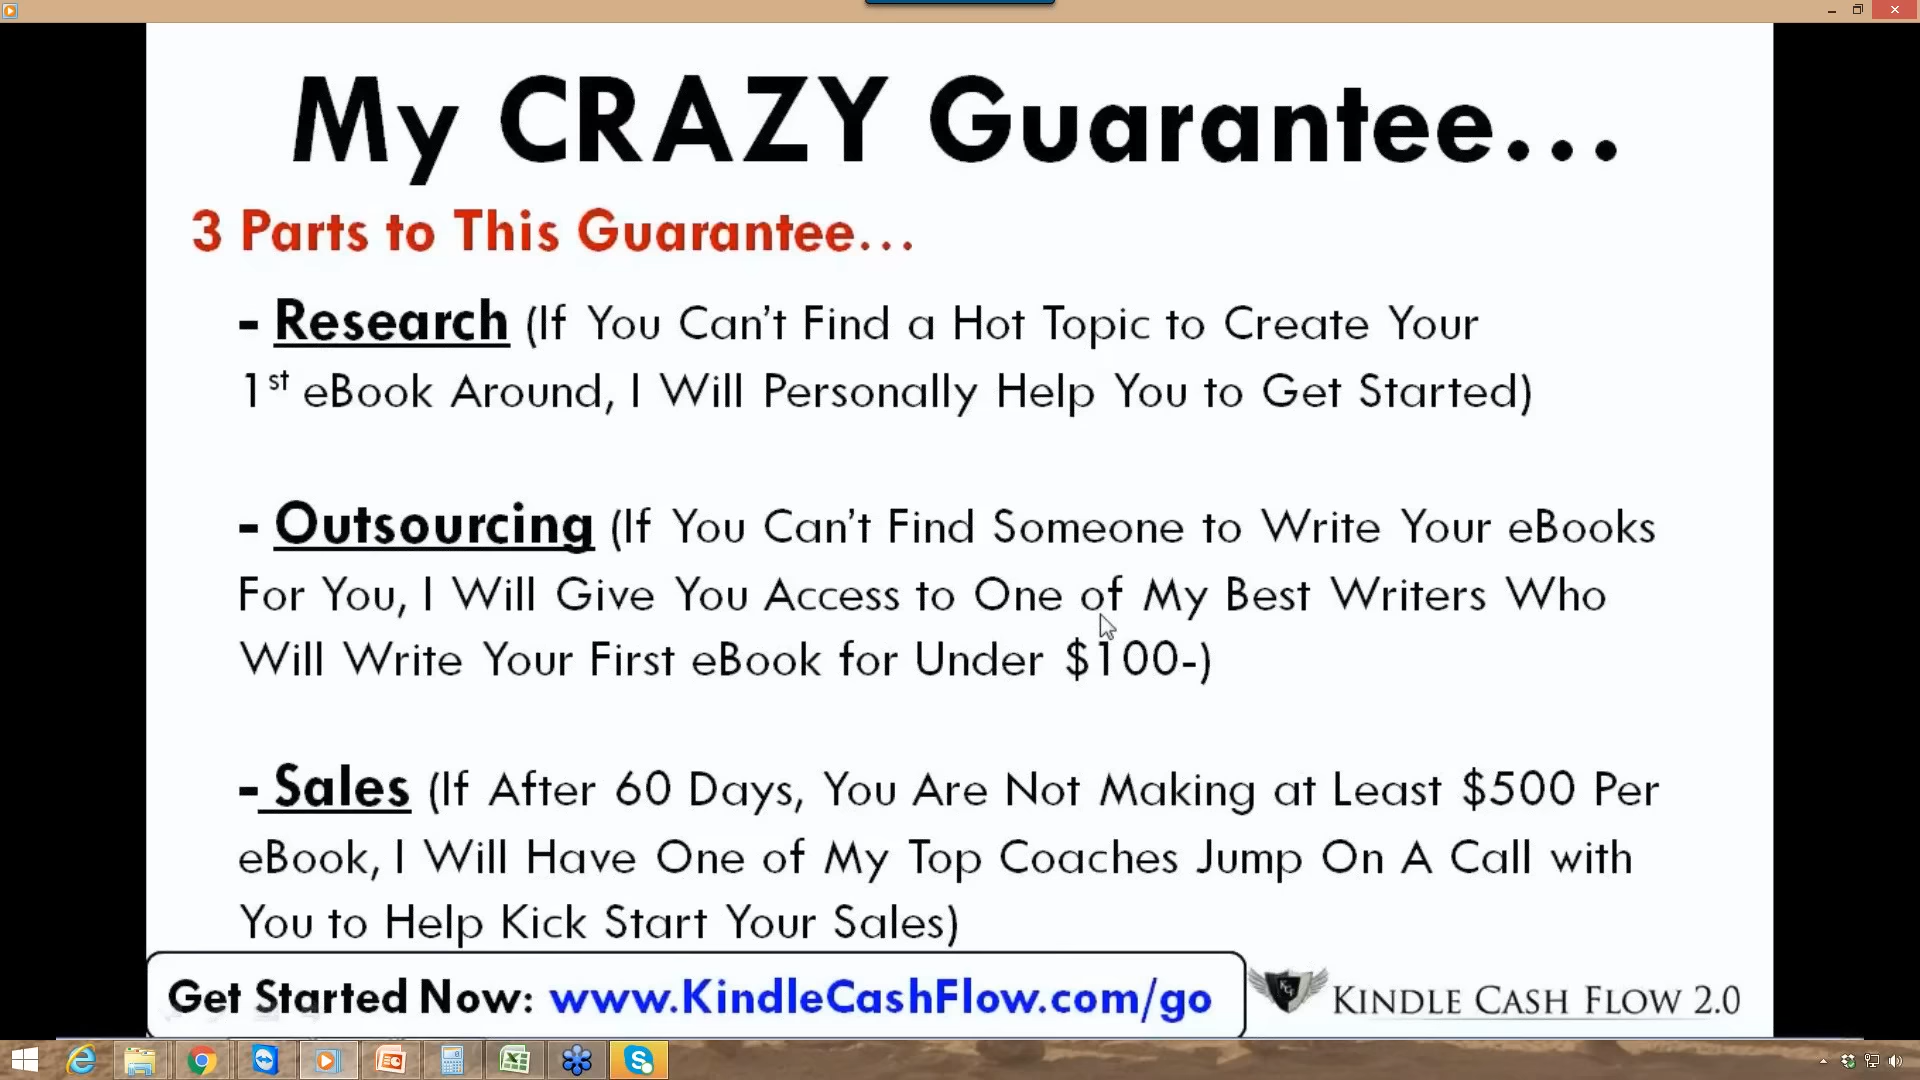 My CRAZY Guarantee...
3 Parts to This Guarantee...
- Research (If You Can't Find a Hot Topic to Create Your
1st eBook Around, I Will Personally Help You to Get Started)
- Outsourcing (If You Can't Find Someone to Write Your eBooks
For You, I Will Give You Access to One of My Best Writers Who
Will Write Your First eBook for Under $100-)
- Sales (If After 60 Days, You Are Not Making at Least $500 Per
eBook, I Will Have One of My Top Coaches Jump On A Call with
You to Help Kick Start Your Sales)
Get Started Now: www.KindleCashFlow.com/go
KCF KINDLE CASH FLOW 2.0